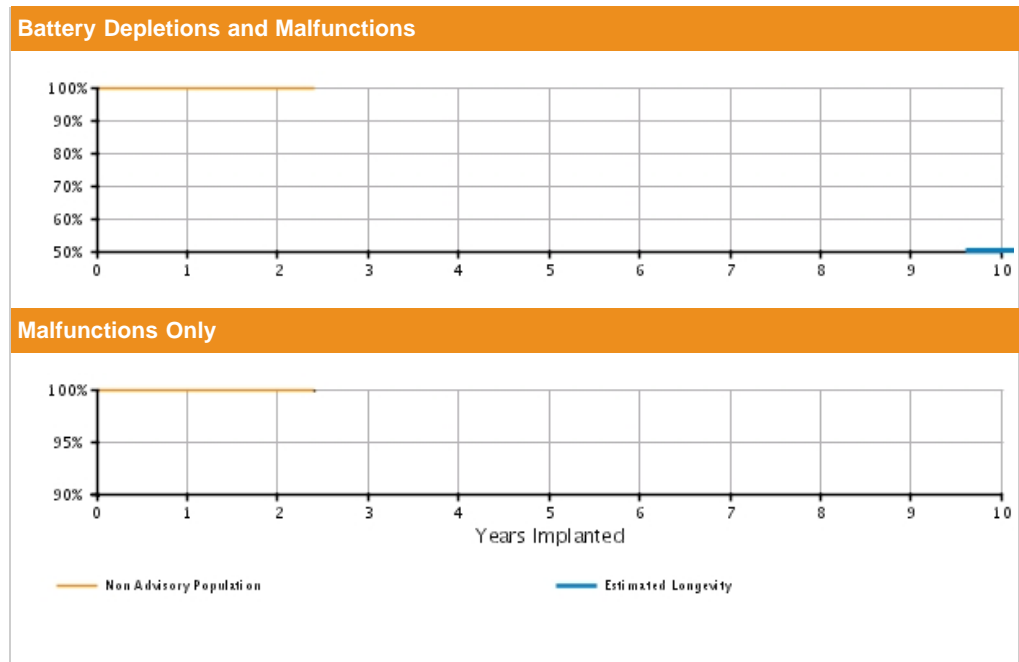 Battery Depletions and Malfunctions
100%
90%
80%
70%
60%
50%
0 1 2 3 4 5 6 7 8 9 10
Malfunctions Only
100%
95%
90%
0 1 2 3 4 5 6 7 8 9 10
Years Implanted
Non Advisory Population Estimated Longevity